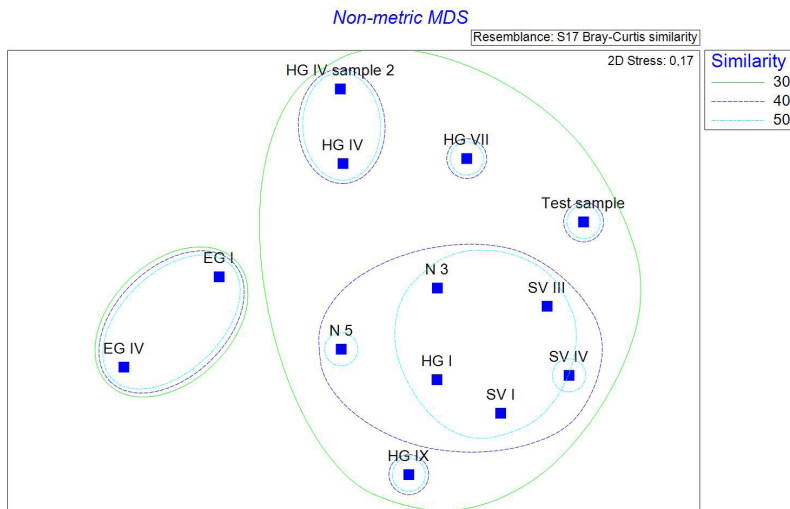 Non-metric MDS
Resemblance: S17 Bray-Curtis similarity
2D Stress: 0,17
Similarity
30
40
50
HG IV sample 2
HG IV
HG VII
Test sample
EG I
N 3
SV III
N 5
EG IV
HG I
SV IV
SV I
HG IX